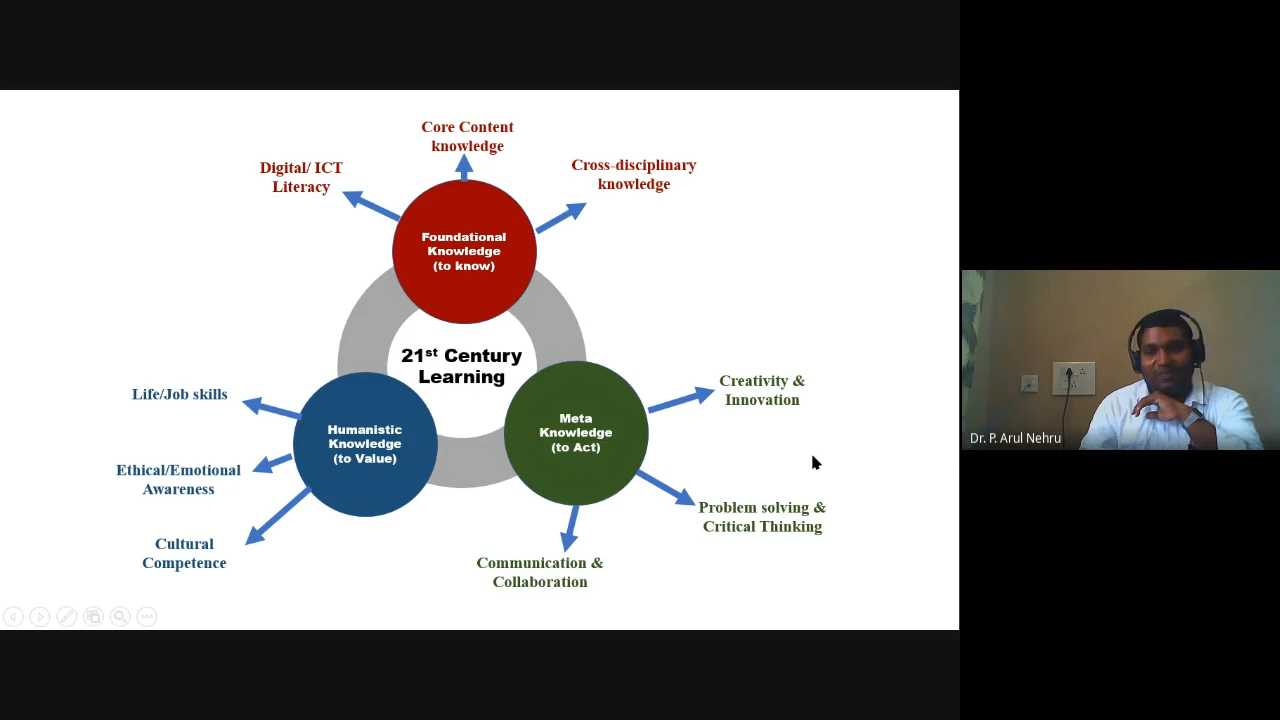 Core Content
knowledge
Digital/ ICT
Literacy
Cross-disciplinary
knowledge
Foundational
Knowledge
(to know)
21st Century
Learning
Life/Job skills
Ethical/Emotional
Awareness
Cultural
Competence
Humanistic
Knowledge
(to Value)
Meta
Knowledge
(to Act)
Creativity &
Innovation
Problem solving &
Critical Thinking
Communication &
Collaboration
Dr. P. Arul Nehru